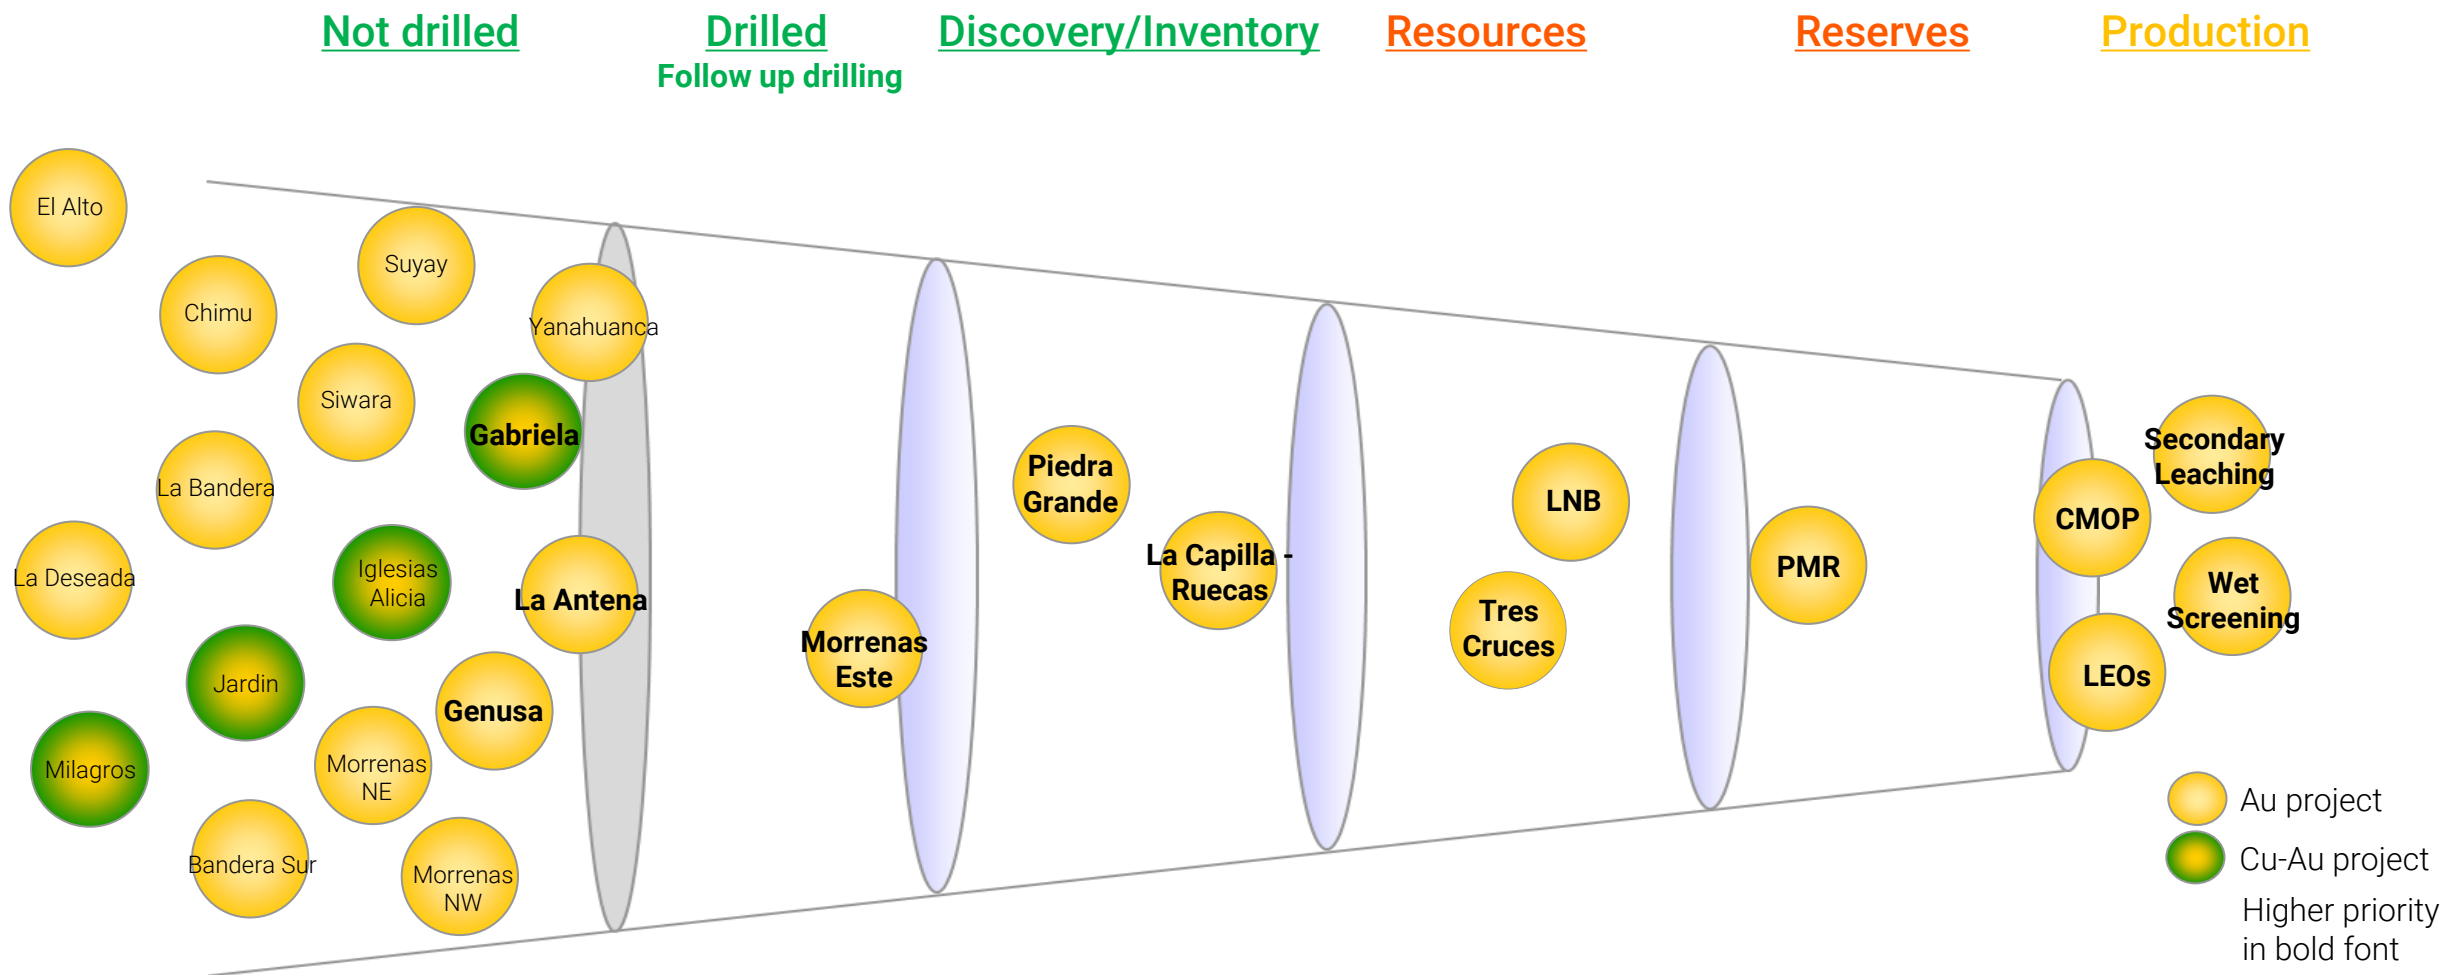 Not drilled
Drilled
Follow up drilling
Discovery/Inventory
Resources
Reserves
Production
El Alto
Chimu
Suyay
Yanahuanca
Siwara
Gabriela
La Bandera
La Deseada
Iglesias
Alicia
La Antena
Jardin
Genusa
Milagros
Morrenas
NE
Bandera Sur
Morrenas
NW
Morrenas
Este
Piedra
Grande
La Capilla -
Ruecas
LNB
Tres
Cruces
PMR
CMOP
LEOs
Secondary
Leaching
Wet
Screening
Au project
Cu-Au project
Higher priority
in bold font